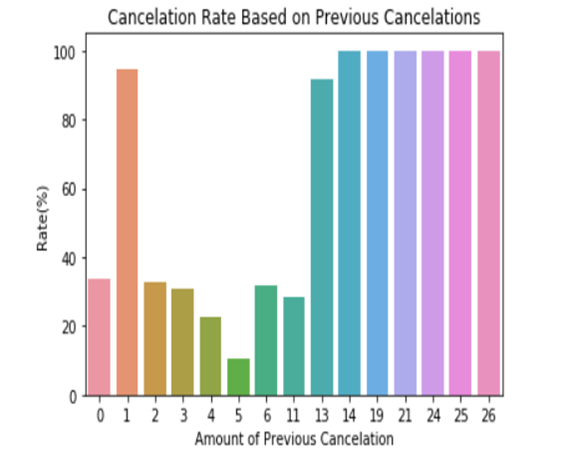 Cancelation Rate Based on Previous Cancelations
100
80
60
40
20
0
Rate(%)
0 1 2 3 4 5 6 11 13 14 19 21 24 25 26
Amount of Previous Cancelation